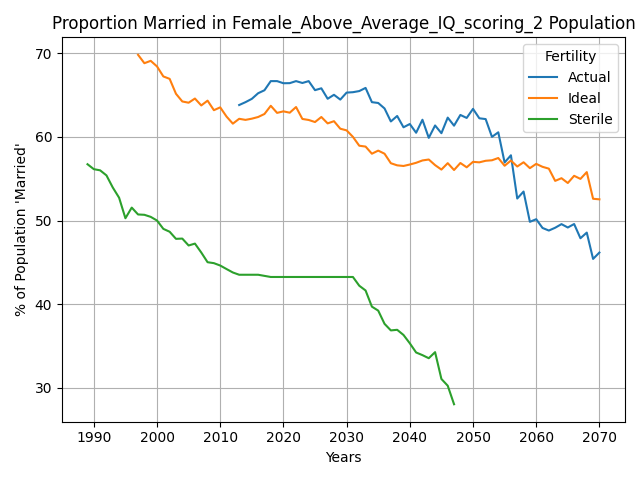 Proportion Married in Female_Above_Average_IQ_scoring_2 Population
Fertility
Actual
Ideal
Sterile
% of Population 'Married'
70
60
50
40
30
1990 2000 2010 2020 2030 2040 2050 2060 2070
Years